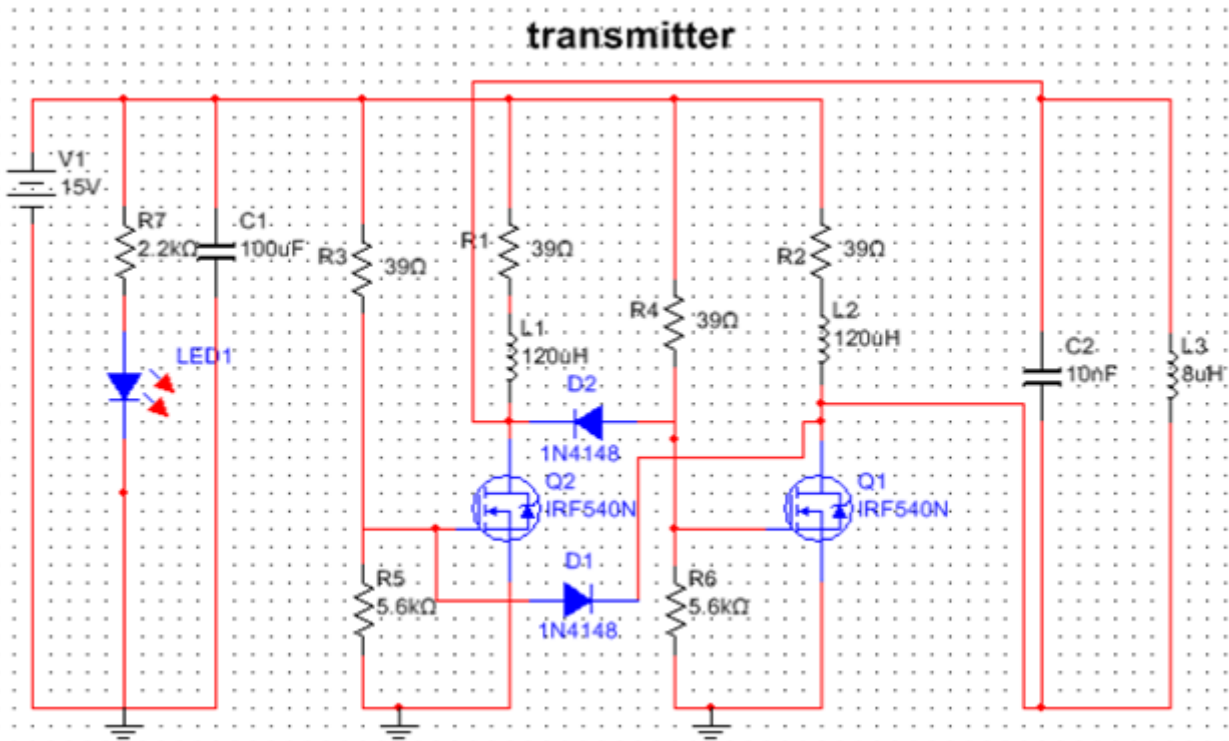 transmitter
V1
15V
R7
2.2kΩ
C1
100uF
R3
39Ω
R1
39Ω
R4
39Ω
R2
39Ω
L1
120uH
L2
120uH
LED1
D2
1N4148
C2
10nF
L3
8uH
Q2
IRF540N
Q1
IRF540N
D1
1N4148
R5
5.6kΩ
R6
5.6kΩ